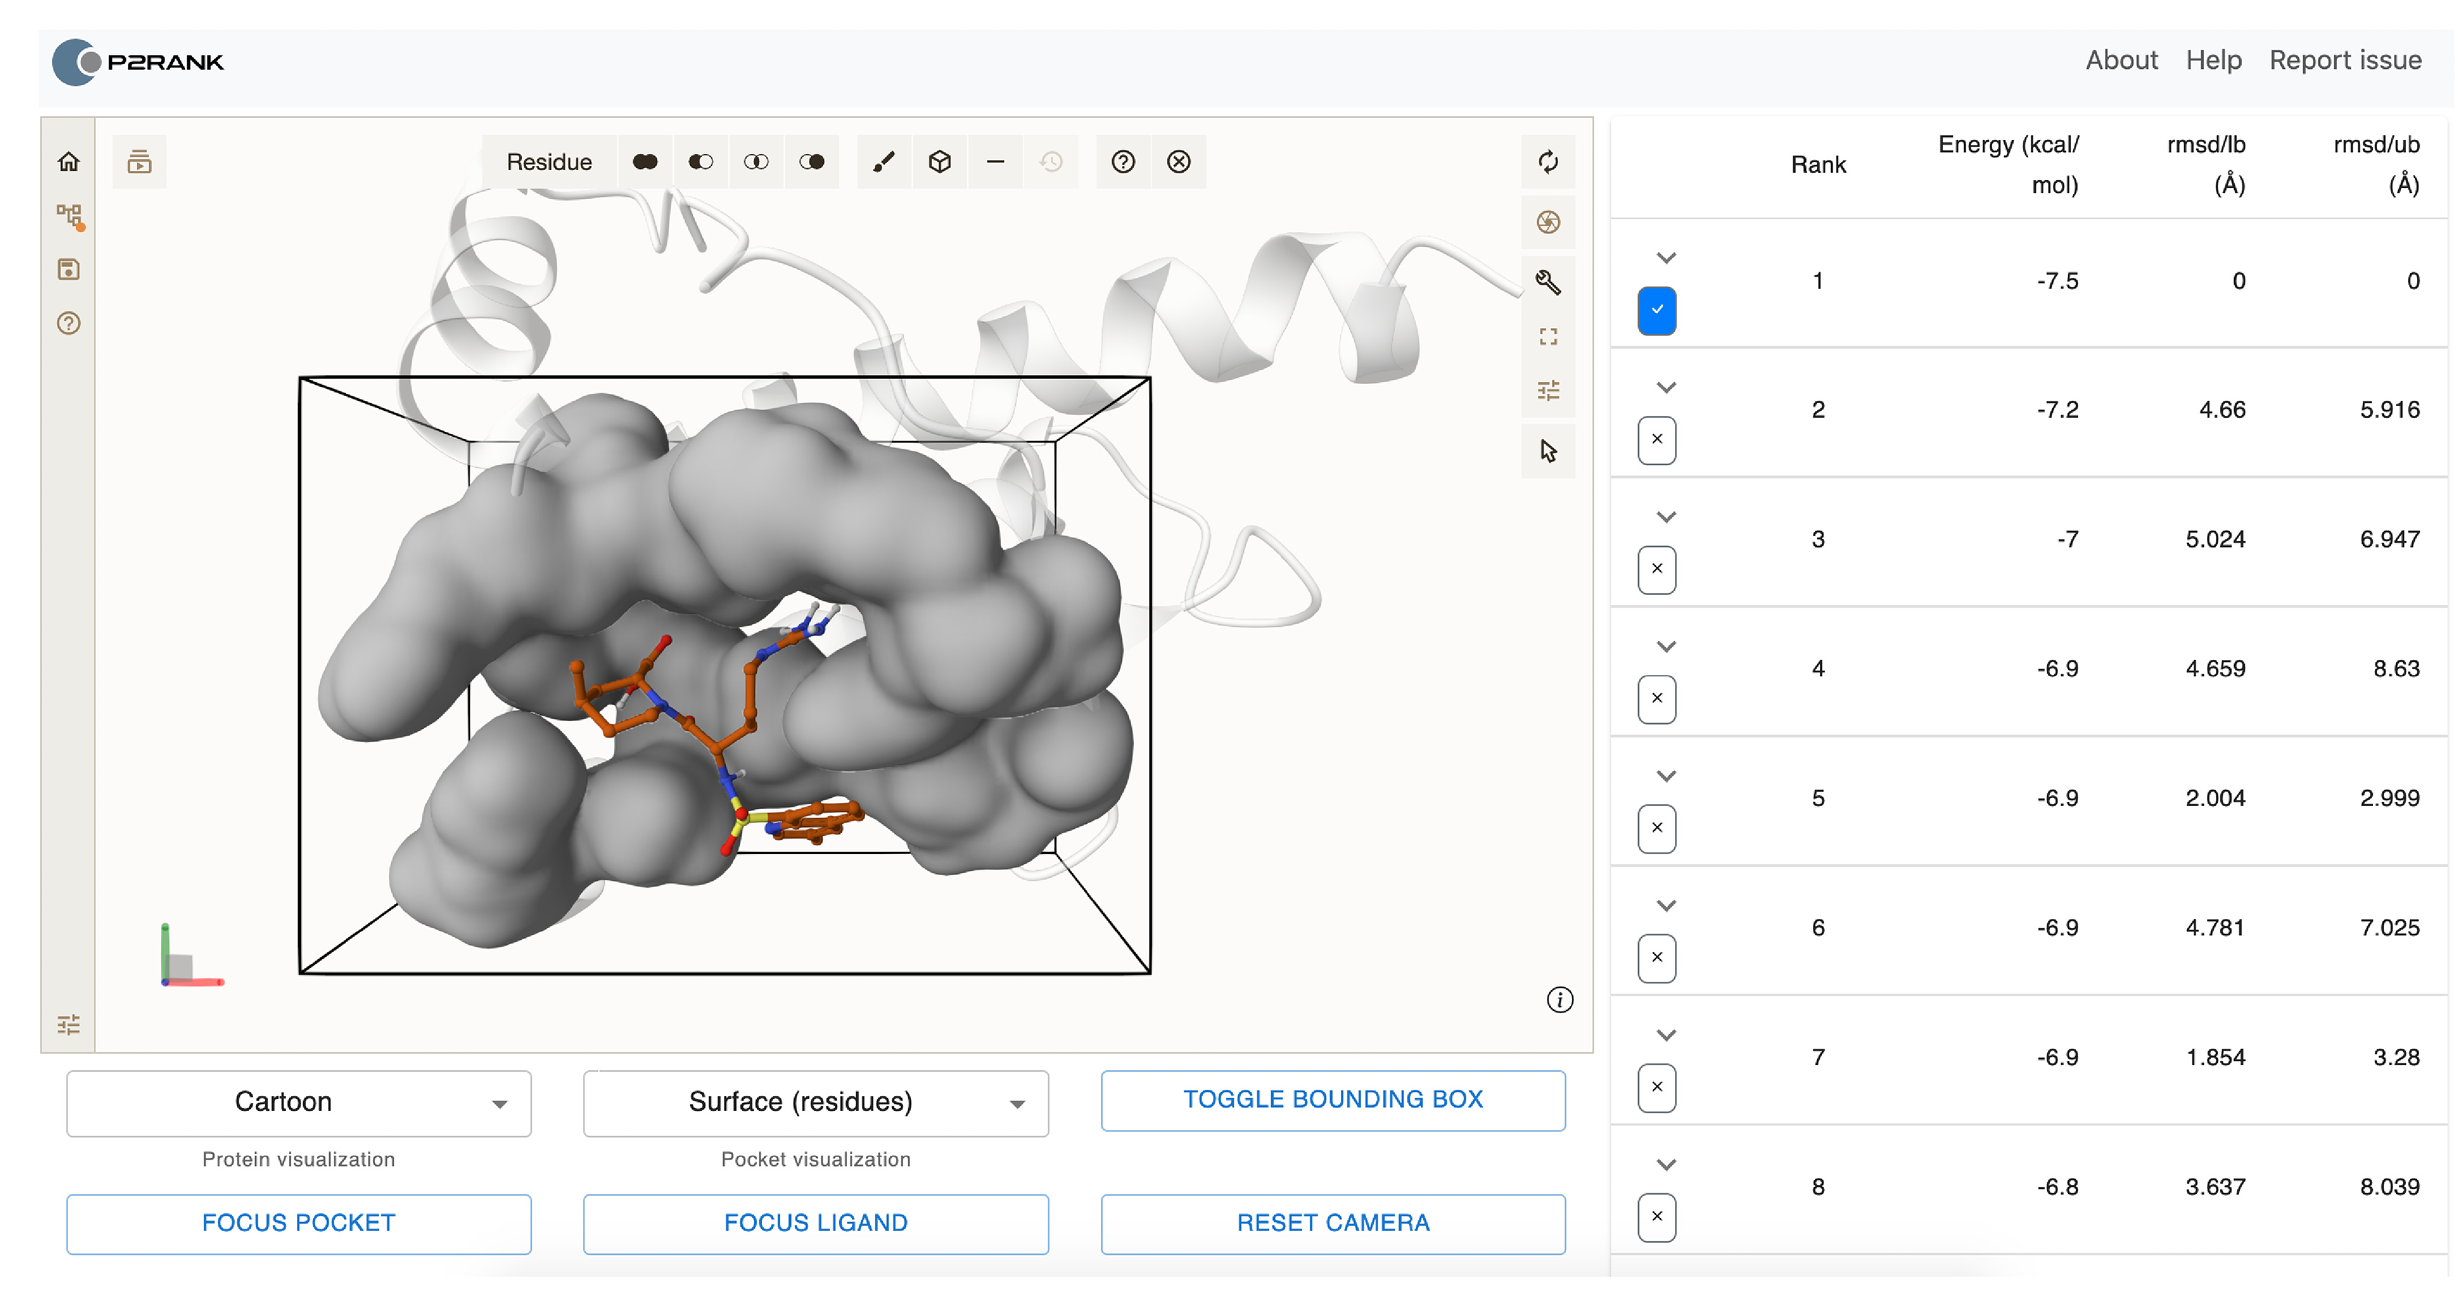 P2RANK
About Help Report issue
Residue
Rank Energy (kcal/ rmsd/lb rmsd/ub
mol) (Å) (Å)
1 -7.5 0 0
2 -7.2 4.66 5.916
3 -7 5.024 6.947
4 -6.9 4.659 8.63
5 -6.9 2.004 2.999
6 -6.9 4.781 7.025
7 -6.9 1.854 3.28
8 -6.8 3.637 8.039
Cartoon
Protein visualization
Surface (residues)
Pocket visualization
TOGGLE BOUNDING BOX
FOCUS POCKET
FOCUS LIGAND
RESET CAMERA